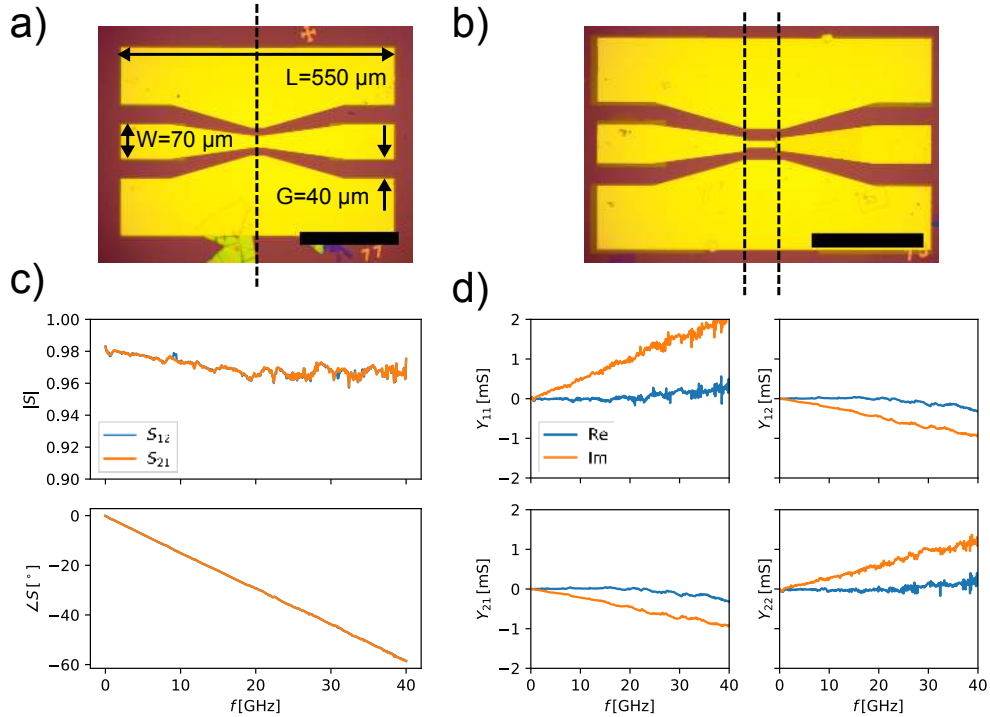 a)
L=550 μm
W=70 μm
G=40 μm
77
b)
c)
1.00
0.98
0.96
0.94
0.92
0.90
|S|
S12
S21
0
−20
−40
−60
∠S [°]
0
10
20
30
40
f [GHz]
d)
2
1
0
−1
−2
Y11 [mS]
Re
Im
2
1
0
−1
−2
Y12 [mS]
2
1
0
−1
−2
Y21 [mS]
0
10
20
30
40
f [GHz]
2
1
0
−1
−2
Y22 [mS]
0
10
20
30
40
f [GHz]